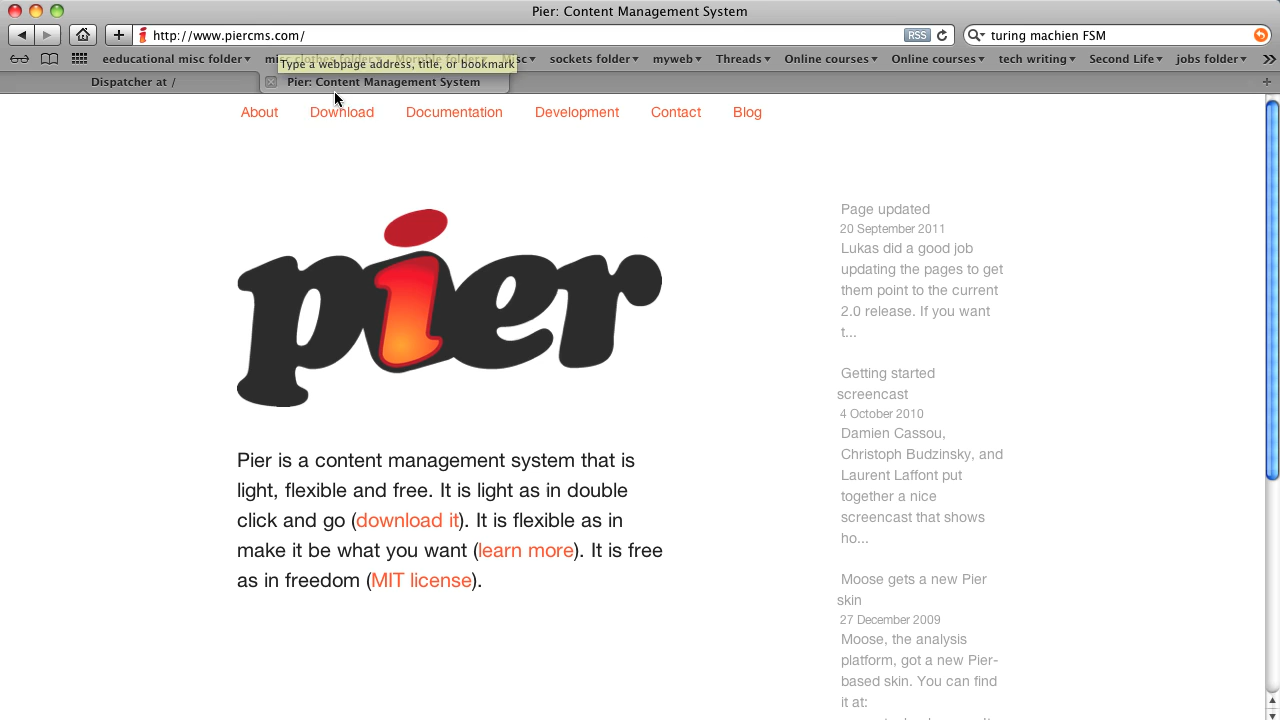 Pier: Content Management System
http://www.piercms.com/
RSS
turing machien FSM
eeducational misc folder
sockets folder
myweb
Threads
Online courses
Online courses
tech writing
Second Life
jobs folder
Type a webpage address, title, or bookmark
Dispatcher at /
Pier: Content Management System
About
Download
Documentation
Development
Contact
Blog
pier
Pier is a content management system that is
light, flexible and free. It is light as in double
click and go (download it). It is flexible as in
make it be what you want (learn more). It is free
as in freedom (MIT license).
Page updated
20 September 2011
Lukas did a good job
updating the pages to get
them point to the current
2.0 release. If you want
t...
Getting started
screencast
4 October 2010
Damien Cassou,
Christoph Budzinsky, and
Laurent Laffont put
together a nice
screencast that shows
ho...
Moose gets a new Pier
skin
27 December 2009
Moose, the analysis
platform, got a new Pier-
based skin. You can find
it at: